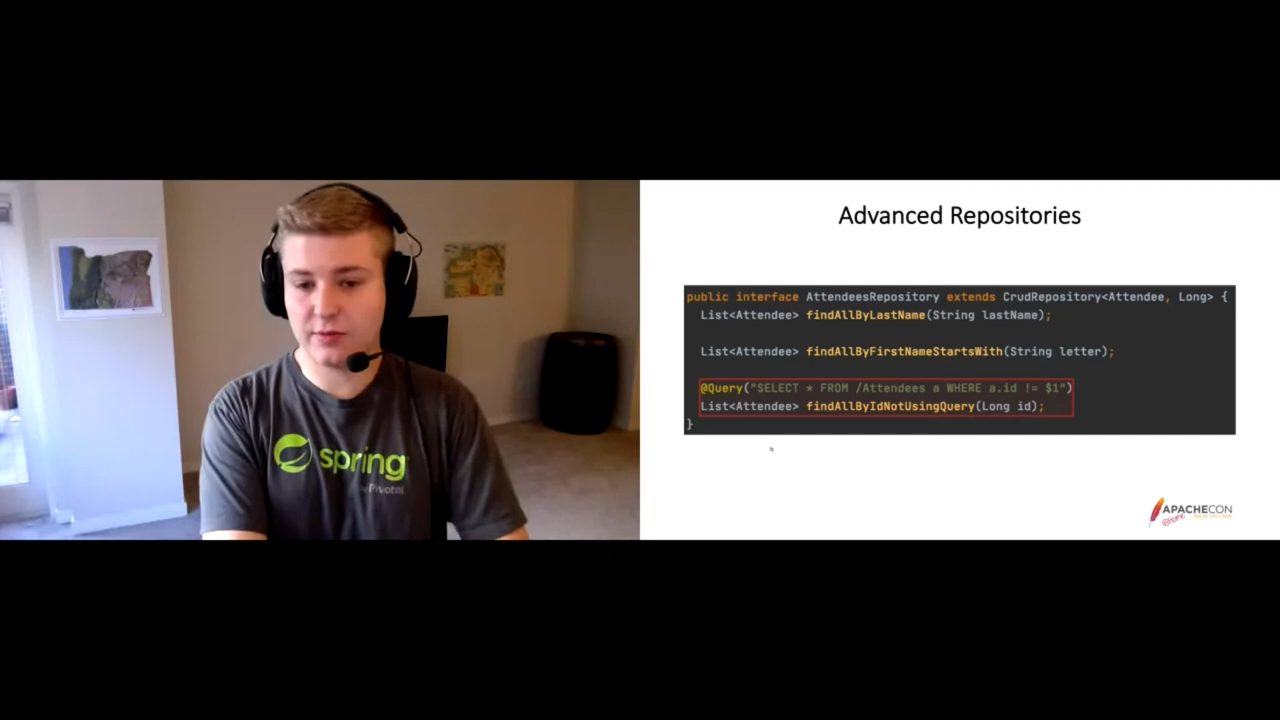 spring
by Pivotal
Advanced Repositories
public interface AttendeesRepository extends CrudRepository<Attendee, Long> {
List<Attendee> findAllByLastName(String lastName);
List<Attendee> findAllByFirstNameStartsWith(String letter);
@Query("SELECT * FROM /Attendees a WHERE a.id != $1")
List<Attendee> findAllByIdNotUsingQuery(Long id);
}
APACHECON
@Home